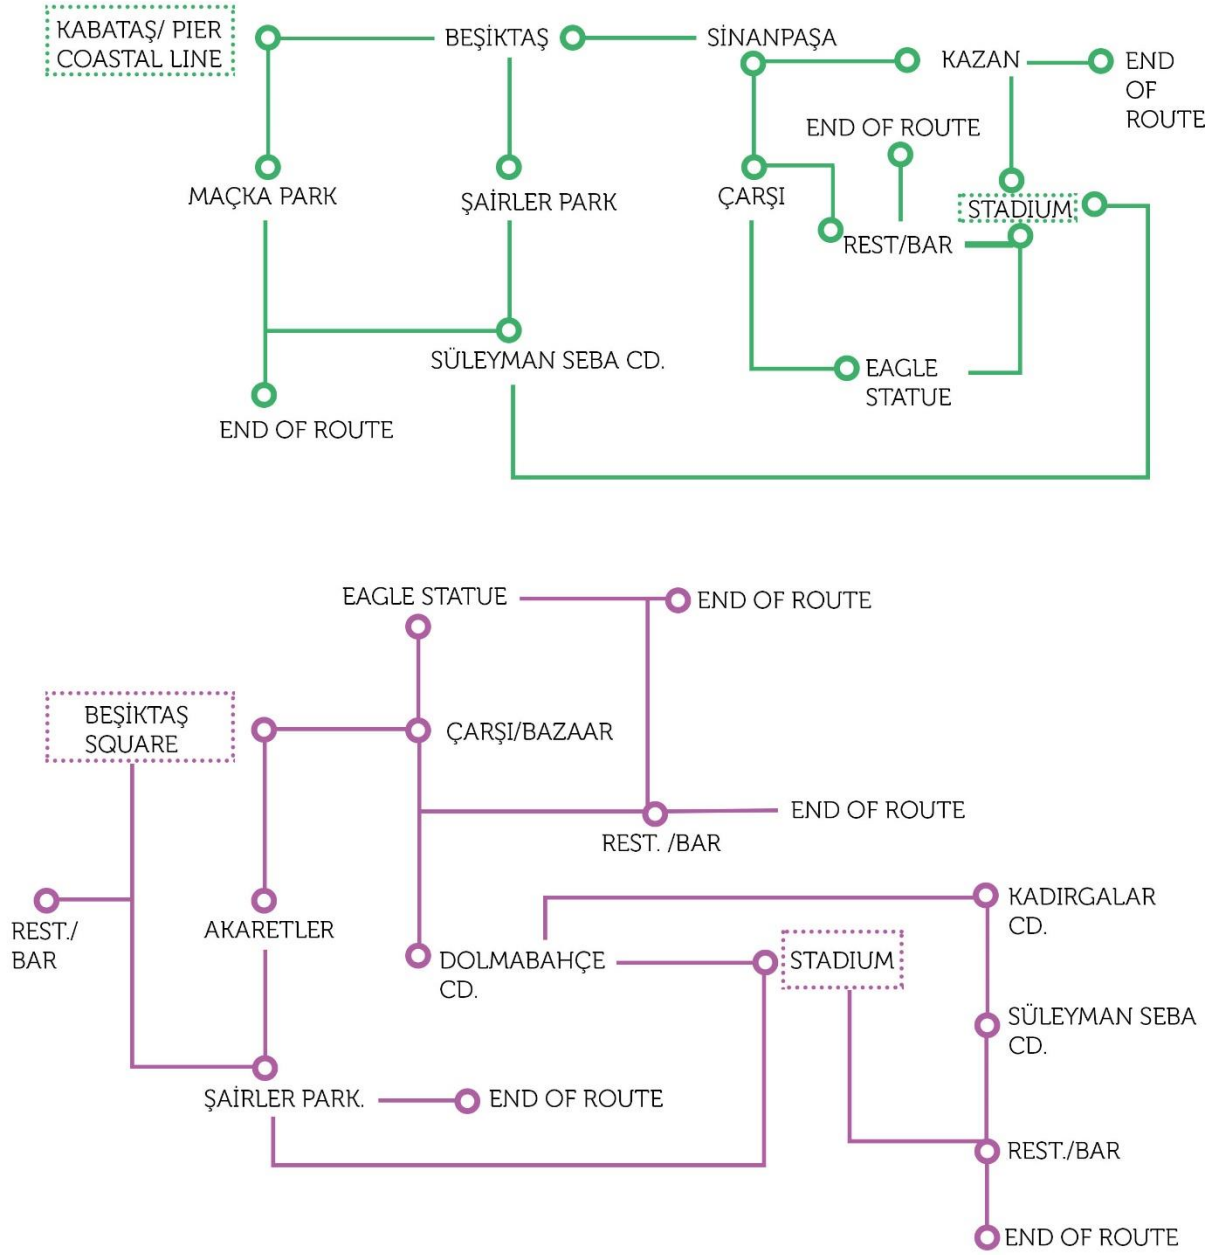 KABATAŞ/ PIER
COASTAL LINE
BEŞİKTAŞ
SİNANPAŞA
KAZAN
END
OF
ROUTE
END OF ROUTE
MAÇKA PARK
ŞAİRLER PARK
ÇARŞI
STADIUM
REST/BAR
SÜLEYMAN SEBA CD.
EAGLE
STATUE
END OF ROUTE
EAGLE STATUE
END OF ROUTE
BEŞİKTAŞ
SQUARE
ÇARŞI/BAZAAR
END OF ROUTE
REST. /BAR
REST./
BAR
AKARETLER
DOLMABAHÇE
CD.
STADIUM
KADIRGALAR
CD.
SÜLEYMAN SEBA
CD.
ŞAİRLER PARK.
END OF ROUTE
REST./BAR
END OF ROUTE